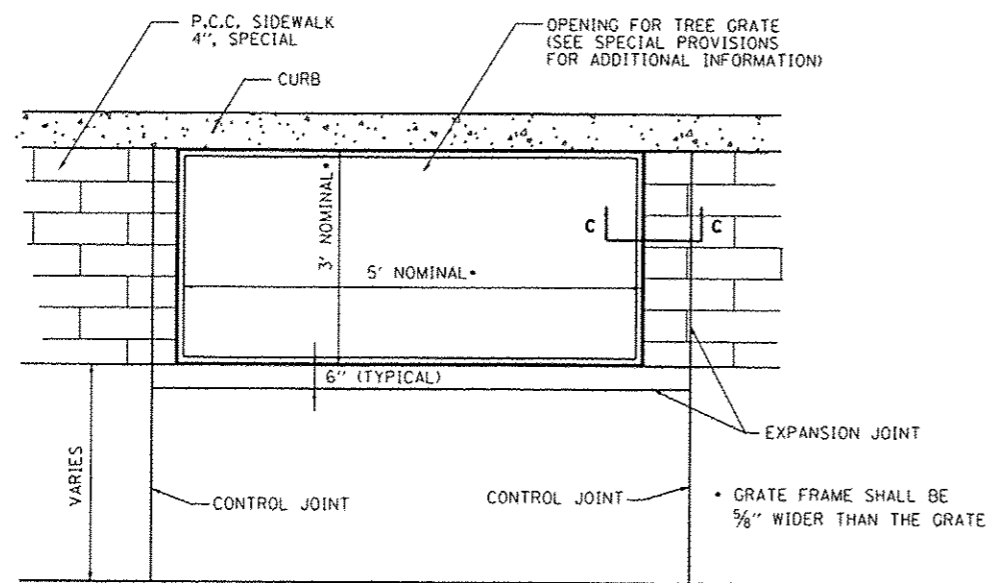 P.C.C. SIDEWALK
4", SPECIAL
CURB
OPENING FOR TREE GRATE
(SEE SPECIAL PROVISIONS
FOR ADDITIONAL INFORMATION)
3' NOMINAL•
5' NOMINAL•
C
C
6" (TYPICAL)
EXPANSION JOINT
VARIES
CONTROL JOINT
CONTROL JOINT
• GRATE FRAME SHALL BE
⅝" WIDER THAN THE GRATE